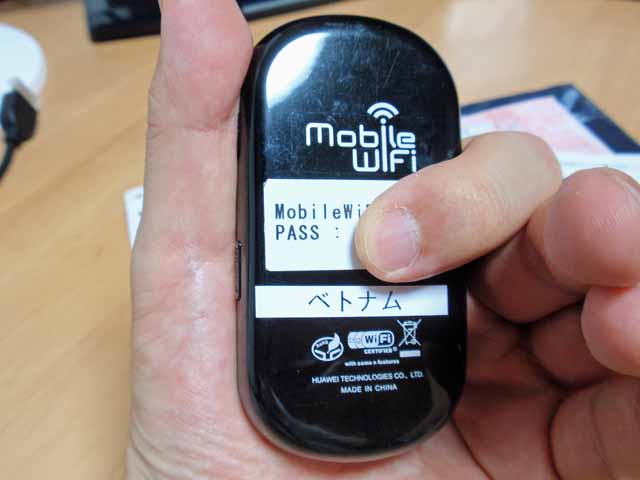 Mobile
WiFi
MobileWiF
PASS :
ベトナム
WiFi
CERTIFIED
with some n features
HUAWEI TECHNOLOGIES CO., LTD.
MADE IN CHINA